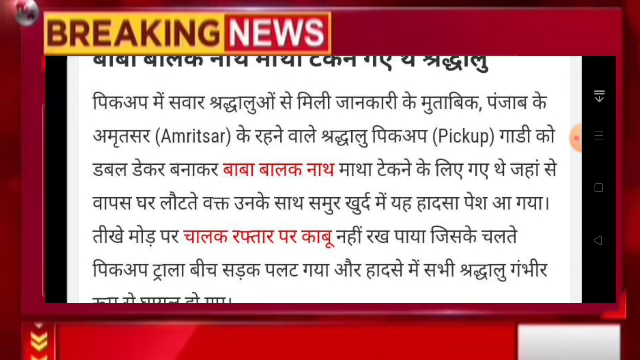 BREAKING NEWS
बाबा बालक नाथ माथा टेकने गए थे श्रद्धालु
पिकअप में सवार श्रद्धालुओं से मिली जानकारी के मुताबिक, पंजाब के
अमृतसर (Amritsar) के रहने वाले श्रद्धालु पिकअप (Pickup) गाडी को
डबल डेकर बनाकर बाबा बालक नाथ माथा टेकने के लिए गए थे जहां से
वापस घर लौटते वक्त उनके साथ समुर खुर्द में यह हादसा पेश आ गया।
तीखे मोड़ पर चालक रफ्तार पर काबू नहीं रख पाया जिसके चलते
पिकअप ट्राला बीच सड़क पलट गया और हादसे में सभी श्रद्धालु गंभीर
रूप से घायल हो गए।